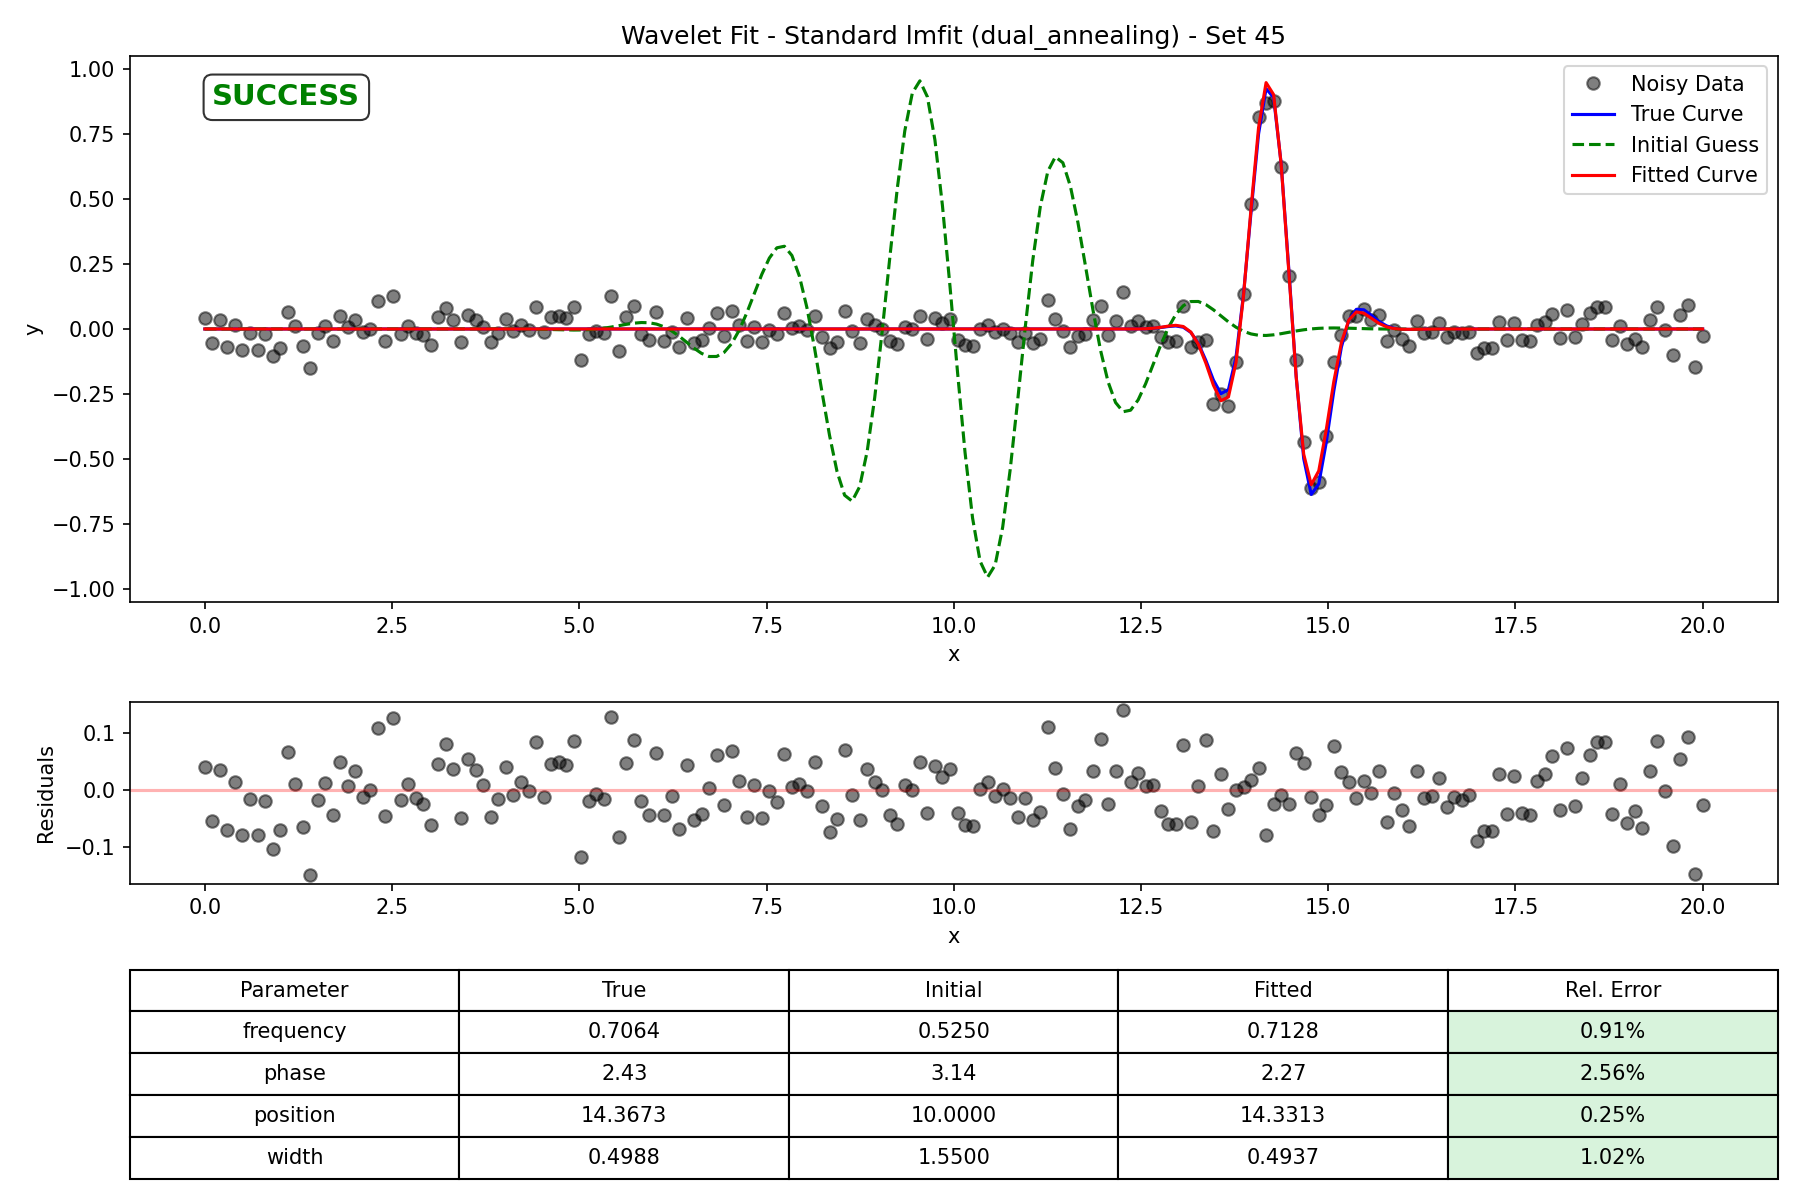 Wavelet Fit - Standard lmfit (dual_annealing) - Set 45
SUCCESS
Noisy Data
True Curve
Initial Guess
Fitted Curve
1.00
0.75
0.50
0.25
0.00
−0.25
−0.50
−0.75
−1.00
y
0.0 2.5 5.0 7.5 10.0 12.5 15.0 17.5 20.0
x
0.1
0.0
−0.1
Residuals
0.0 2.5 5.0 7.5 10.0 12.5 15.0 17.5 20.0
x
Parameter True Initial Fitted Rel. Error
frequency 0.7064 0.5250 0.7128 0.91%
phase 2.43 3.14 2.27 2.56%
position 14.3673 10.0000 14.3313 0.25%
width 0.4988 1.5500 0.4937 1.02%